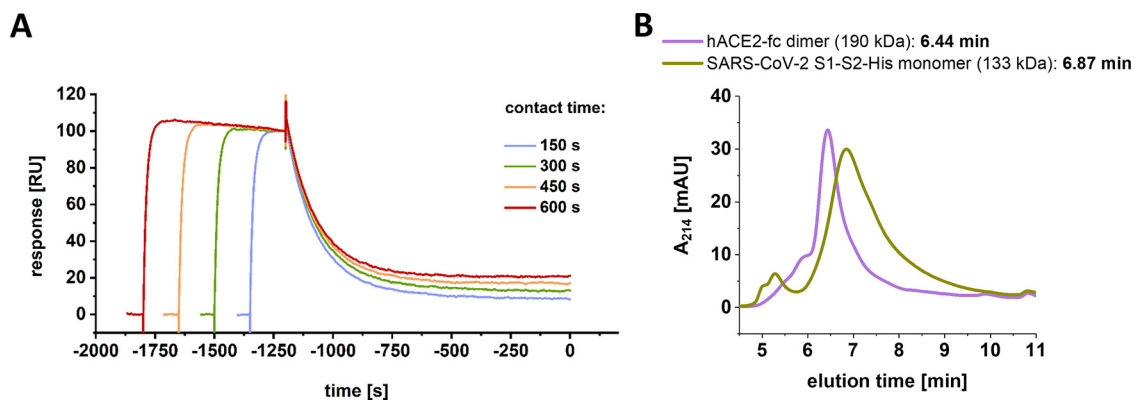 A
120
100
80
60
40
20
0
response [RU]
-2000 -1750 -1500 -1250 -1000 -750 -500 -250 0
time [s]
contact time:
150 s
300 s
450 s
600 s
B
hACE2-fc dimer (190 kDa): 6.44 min
SARS-CoV-2 S1-S2-His monomer (133 kDa): 6.87 min
40
30
20
10
0
A214 [mAU]
5 6 7 8 9 10 11
elution time [min]